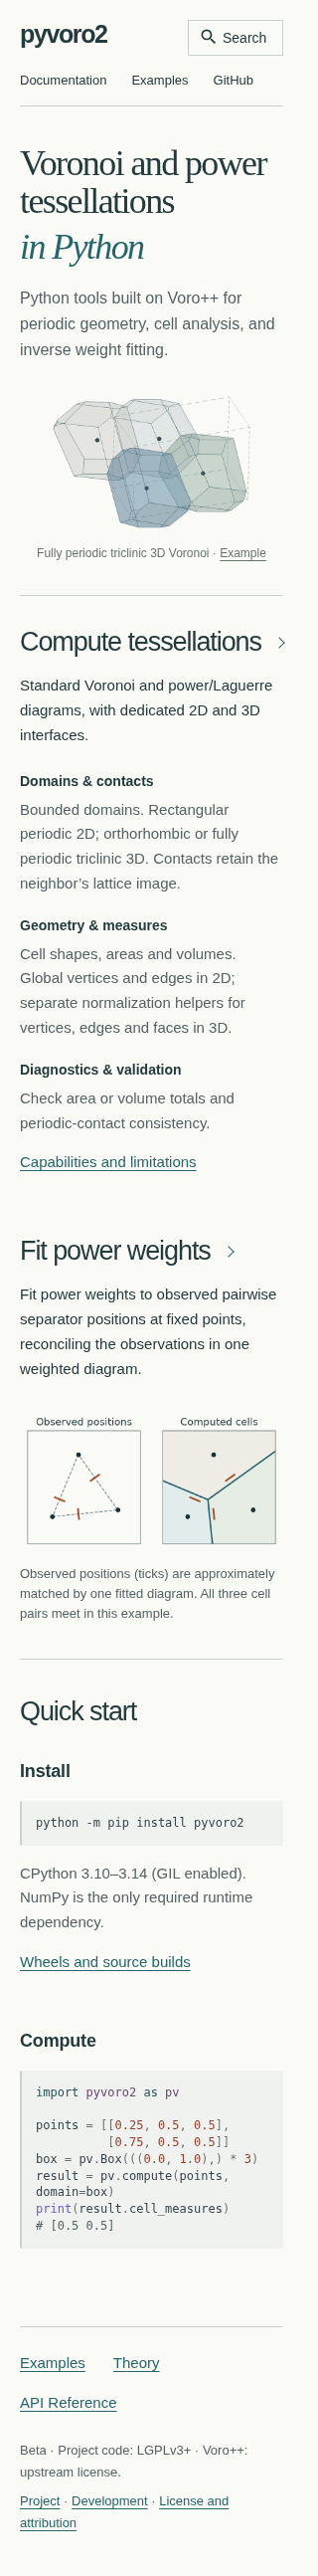 pyvoro2
Search
Documentation Examples GitHub
Voronoi and power
tessellations
in Python
Python tools built on Voro++ for
periodic geometry, cell analysis, and
inverse weight fitting.
Fully periodic triclinic 3D Voronoi · Example
Compute tessellations
Standard Voronoi and power/Laguerre
diagrams, with dedicated 2D and 3D
interfaces.
Domains & contacts
Bounded domains. Rectangular
periodic 2D; orthorhombic or fully
periodic triclinic 3D. Contacts retain the
neighbor’s lattice image.
Geometry & measures
Cell shapes, areas and volumes.
Global vertices and edges in 2D;
separate normalization helpers for
vertices, edges and faces in 3D.
Diagnostics & validation
Check area or volume totals and
periodic-contact consistency.
Capabilities and limitations
Fit power weights
Fit power weights to observed pairwise
separator positions at fixed points,
reconciling the observations in one
weighted diagram.
Observed positions Computed cells
Observed positions (ticks) are approximately
matched by one fitted diagram. All three cell
pairs meet in this example.
Quick start
Install
python -m pip install pyvoro2
CPython 3.10–3.14 (GIL enabled).
NumPy is the only required runtime
dependency.
Wheels and source builds
Compute
import pyvoro2 as pv
points = [[0.25, 0.5, 0.5],
[0.75, 0.5, 0.5]]
box = pv.Box(((0.0, 1.0),) * 3)
result = pv.compute(points,
domain=box)
print(result.cell_measures)
# [0.5 0.5]
Examples Theory
API Reference
Beta · Project code: LGPLv3+ · Voro++:
upstream license.
Project · Development · License and
attribution